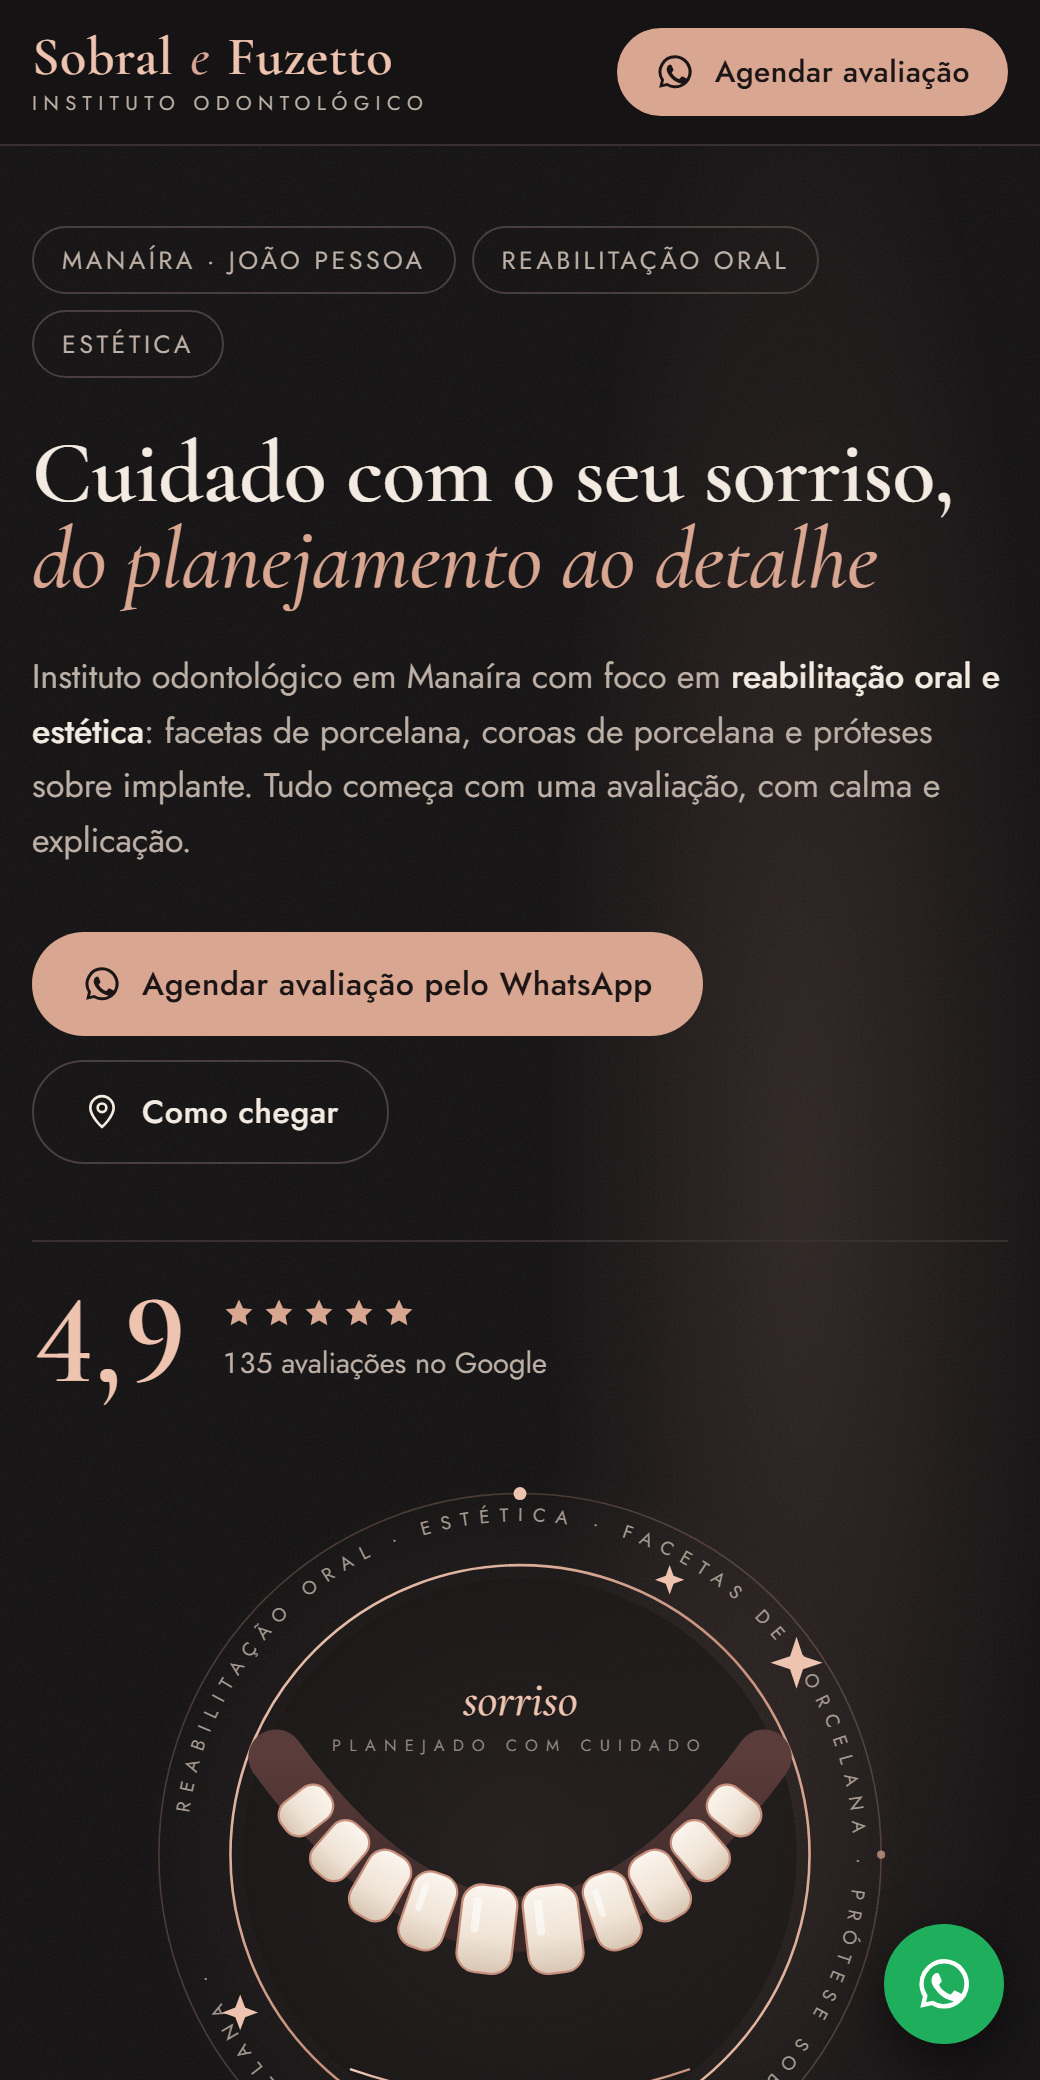 Sobral e Fuzetto
INSTITUTO ODONTOLÓGICO
Agendar avaliação
MANAÍRA · JOÃO PESSOA
REABILITAÇÃO ORAL
ESTÉTICA
Cuidado com o seu sorriso,
do planejamento ao detalhe
Instituto odontológico em Manaíra com foco em reabilitação oral e
estética: facetas de porcelana, coroas de porcelana e próteses
sobre implante. Tudo começa com uma avaliação, com calma e
explicação.
Agendar avaliação pelo WhatsApp
Como chegar
4,9
135 avaliações no Google
REABILITAÇÃO ORAL · ESTÉTICA · FACETAS DE ORCELANA · PRÓTESE
sorriso
PLANEJADO COM CUIDADO